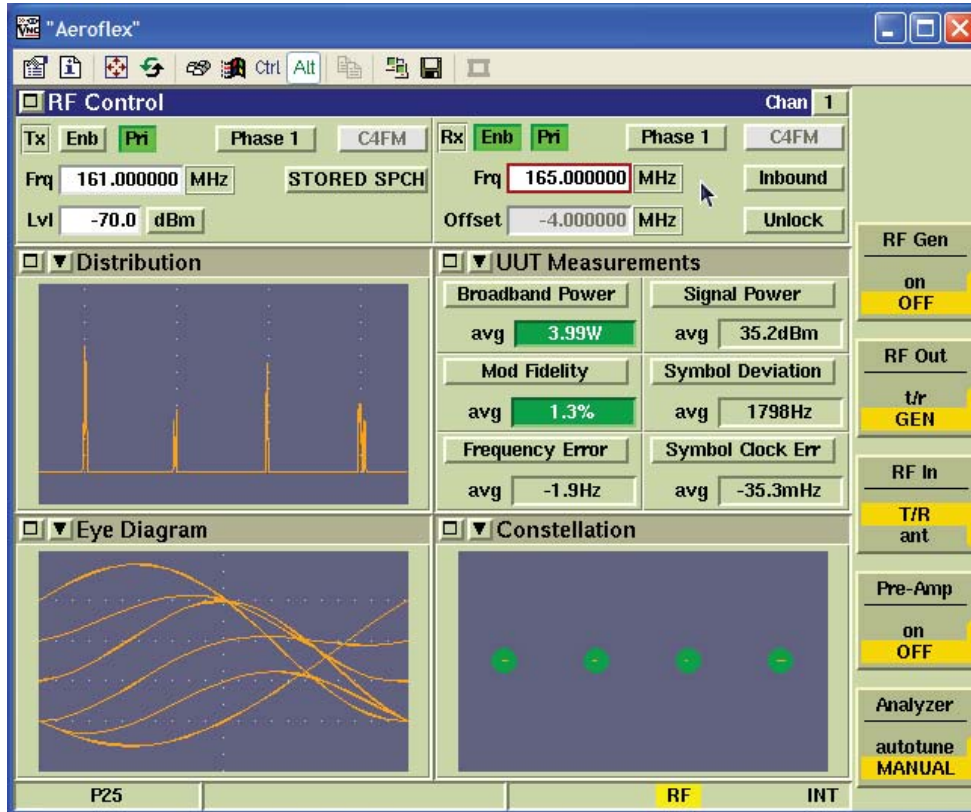 "Aeroflex"
Ctrl Alt
RF Control Chan 1
Tx Enb Pri Phase 1 C4FM
Frq 161.000000 MHz STORED SPCH
Lvl -70.0 dBm
Rx Enb Pri Phase 1 C4FM
Frq 165.000000 MHz Inbound
Offset -4.000000 MHz Unlock
Distribution
UUT Measurements
Broadband Power
avg 3.99W
Signal Power
avg 35.2dBm
Mod Fidelity
avg 1.3%
Symbol Deviation
avg 1798Hz
Frequency Error
avg -1.9Hz
Symbol Clock Err
avg -35.3mHz
Eye Diagram
Constellation
RF Gen
on
OFF
RF Out
t/r
GEN
RF In
T/R
ant
Pre-Amp
on
OFF
Analyzer
autotune
MANUAL
P25 RF INT